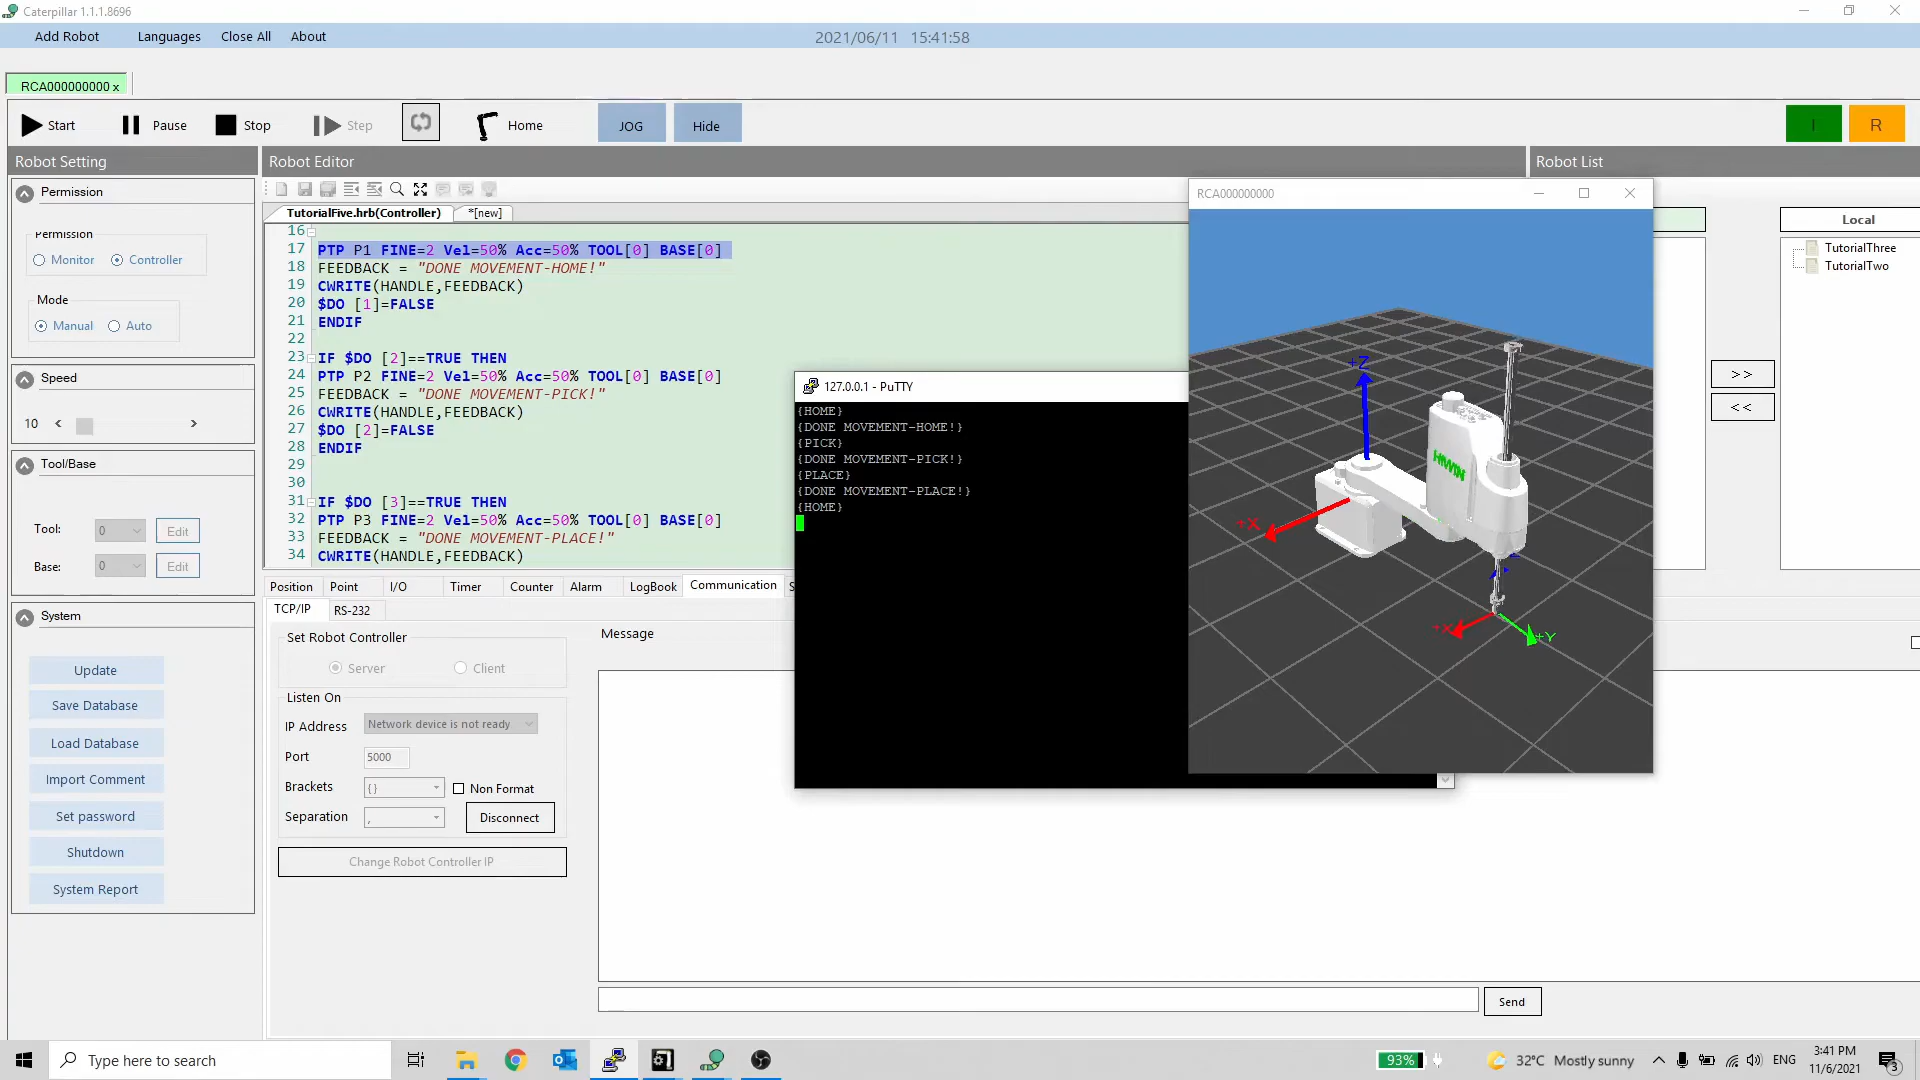 Caterpillar 1.1.1.8696
Add Robot Languages Close All About 2021/06/11 15:41:58
RCA000000000 x
Start Pause Stop Step Home JOG Hide I R
Robot Setting
Permission
Permission
Monitor Controller
Mode
Manual Auto
Speed
10 < >
Tool/Base
Tool: 0 Edit
Base: 0 Edit
System
Update
Save Database
Load Database
Import Comment
Set password
Shutdown
System Report
Robot Editor
TutorialFive.hrb(Controller) *[new]
16
17 PTP P1 FINE=2 Vel=50% Acc=50% TOOL[0] BASE[0]
18 FEEDBACK = "DONE MOVEMENT-HOME!"
19 CWRITE(HANDLE,FEEDBACK)
20 $DO [1]=FALSE
21 ENDIF
22
23 IF $DO [2]==TRUE THEN
24 PTP P2 FINE=2 Vel=50% Acc=50% TOOL[0] BASE[0]
25 FEEDBACK = "DONE MOVEMENT-PICK!"
26 CWRITE(HANDLE,FEEDBACK)
27 $DO [2]=FALSE
28 ENDIF
29
30
31 IF $DO [3]==TRUE THEN
32 PTP P3 FINE=2 Vel=50% Acc=50% TOOL[0] BASE[0]
33 FEEDBACK = "DONE MOVEMENT-PLACE!"
34 CWRITE(HANDLE,FEEDBACK)
Position Point I/O Timer Counter Alarm LogBook Communication
TCP/IP RS-232
Set Robot Controller
Server Client
Listen On
IP Address Network device is not ready
Port 5000
Brackets {} Non Format
Separation , Disconnect
Change Robot Controller IP
Message
Send
127.0.0.1 - PuTTY
{HOME}
{DONE MOVEMENT-HOME!}
{PICK}
{DONE MOVEMENT-PICK!}
{PLACE}
{DONE MOVEMENT-PLACE!}
{HOME}
RCA000000000
+Z
HIWIN
+X
+X
+Y
Robot List
Local
TutorialThree
TutorialTwo
>>
<<
Type here to search
93% 32°C Mostly sunny ENG 3:41 PM
11/6/2021 3